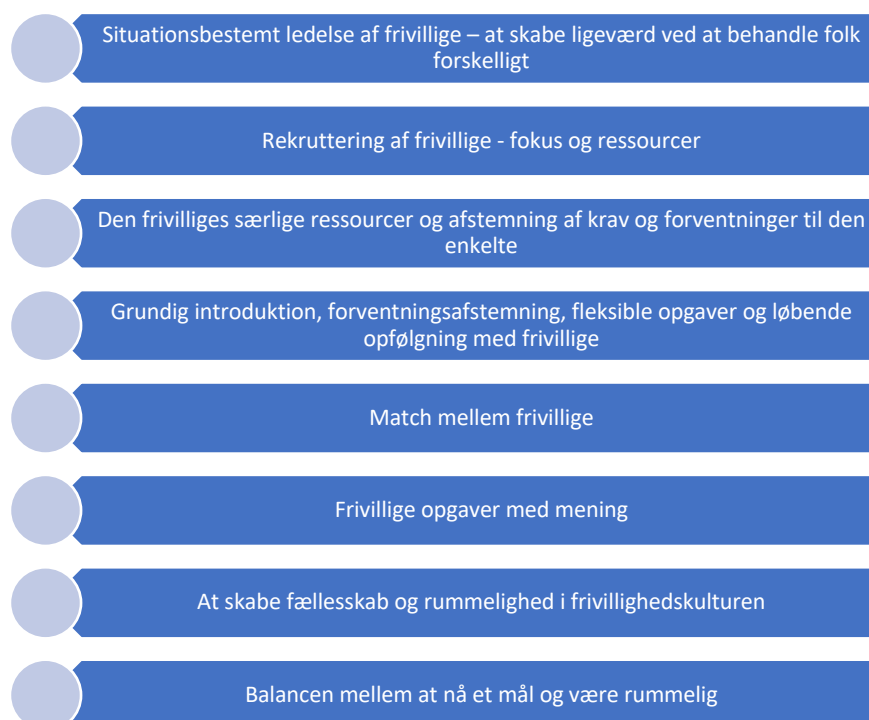 Situationsbestemt ledelse af frivillige – at skabe ligeværd ved at behandle folk
forskelligt
Rekruttering af frivillige - fokus og ressourcer
Den frivilliges særlige ressourcer og afstemning af krav og forventninger til den
enkelte
Grundig introduktion, forventningsafstemning, fleksible opgaver og løbende
opfølgning med frivillige
Match mellem frivillige
Frivillige opgaver med mening
At skabe fællesskab og rummelighed i frivillighedskulturen
Balancen mellem at nå et mål og være rummelig